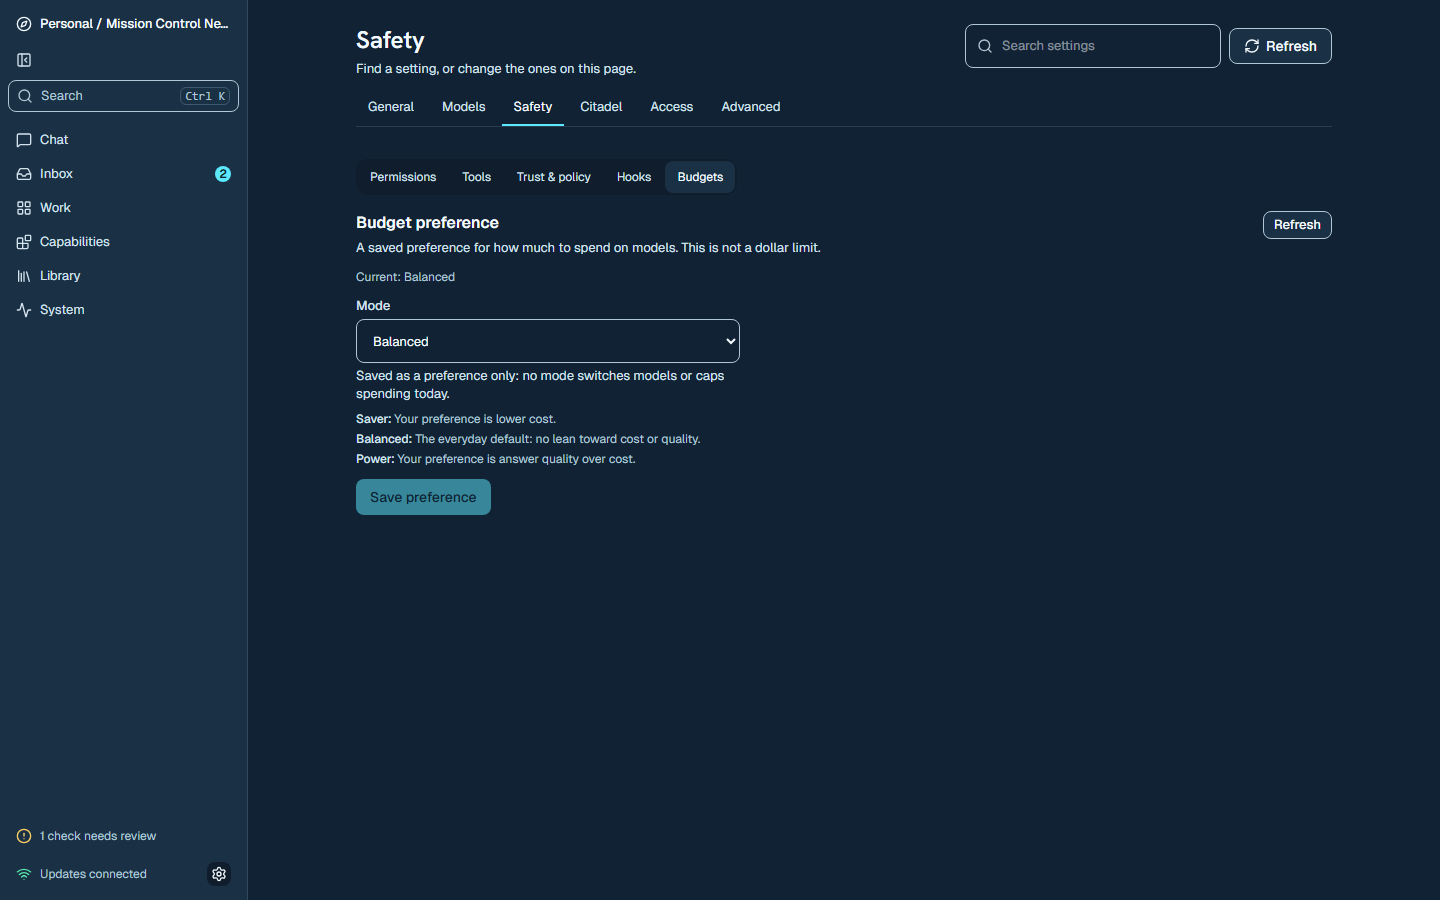 Personal / Mission Control Ne...
Search
Ctrl K
Chat
Inbox
2
Work
Capabilities
Library
System
1 check needs review
Updates connected
Safety
Find a setting, or change the ones on this page.
Search settings
Refresh
General
Models
Safety
Citadel
Access
Advanced
Permissions
Tools
Trust & policy
Hooks
Budgets
Budget preference
Refresh
A saved preference for how much to spend on models. This is not a dollar limit.
Current: Balanced
Mode
Balanced
Saved as a preference only: no mode switches models or caps
spending today.
Saver: Your preference is lower cost.
Balanced: The everyday default: no lean toward cost or quality.
Power: Your preference is answer quality over cost.
Save preference